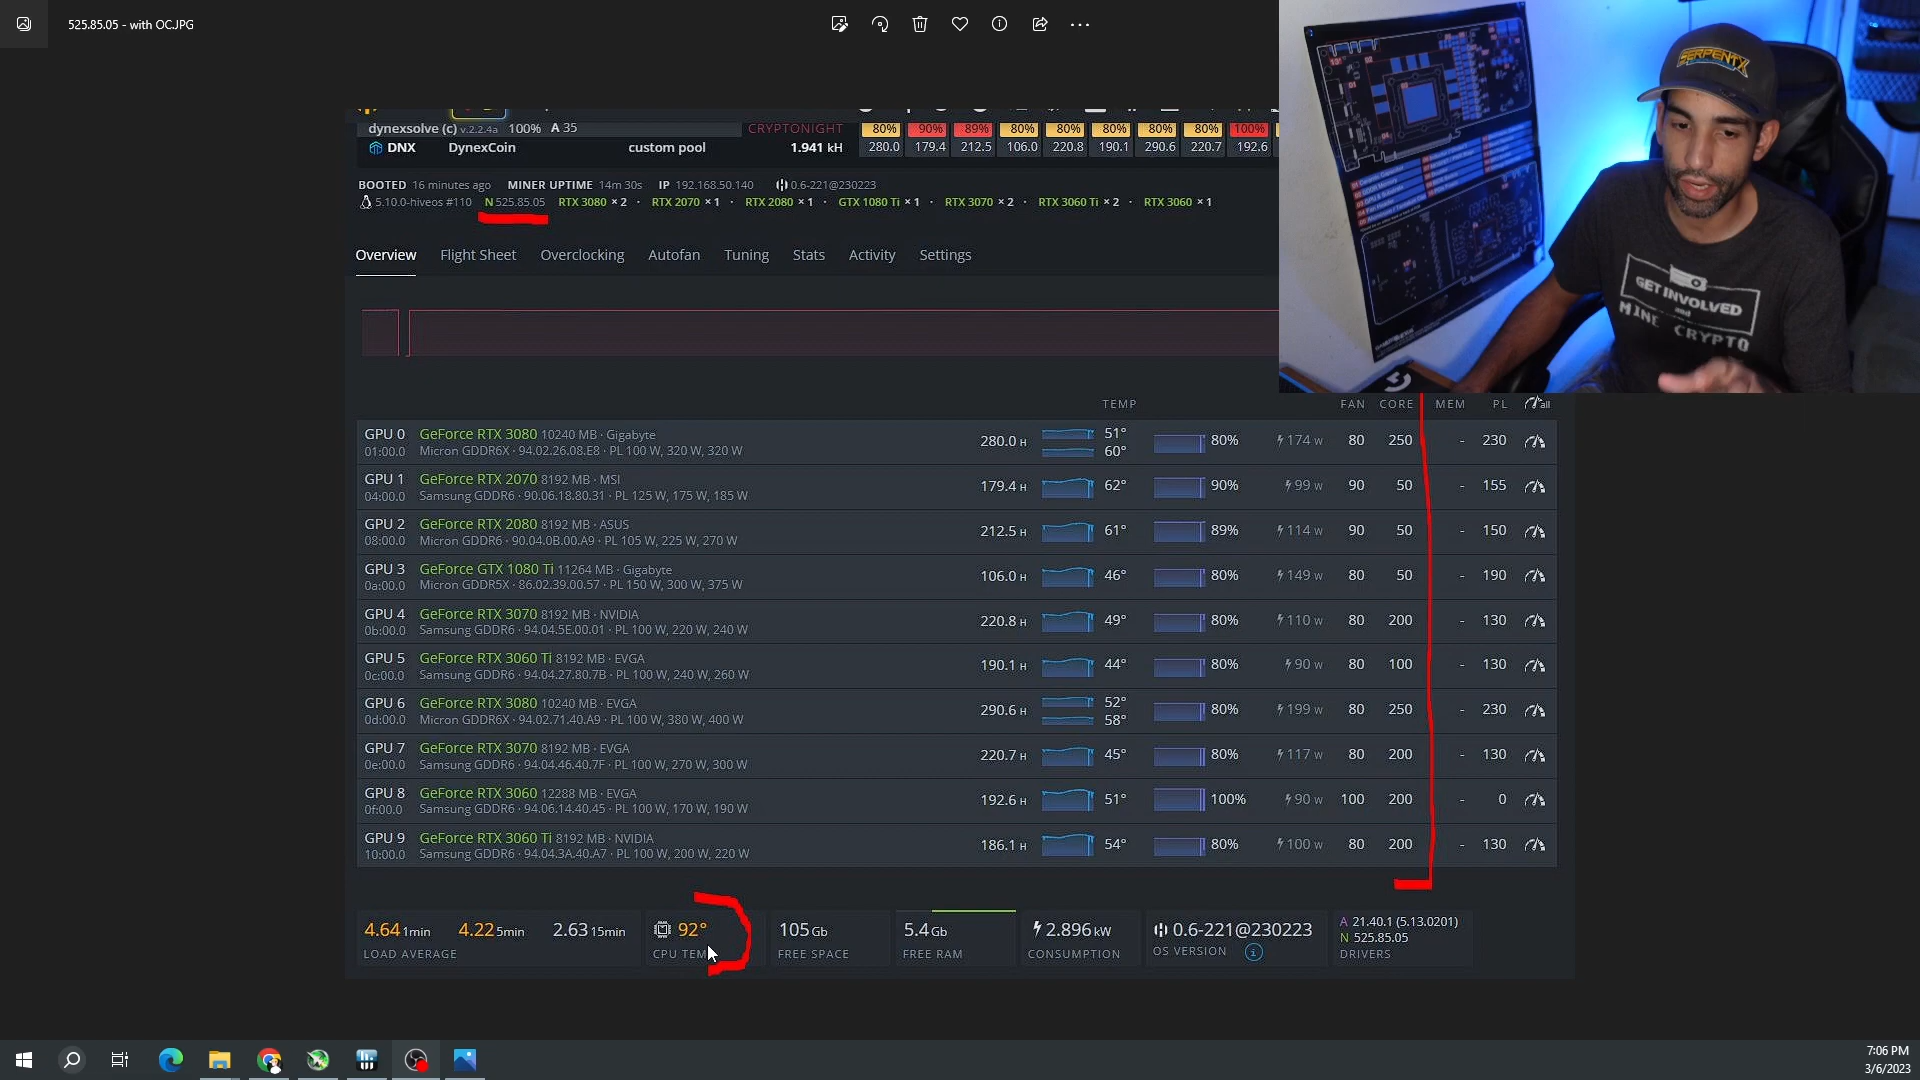 525.85.05 - with OC.JPG
dynexsolve (c) v.2.2.4a 100% A 35 CRYPTONIGHT 80% 90% 89% 80% 80% 80% 80% 80% 100%
DNX DynexCoin custom pool 1.941 kH 280.0 179.4 212.5 106.0 220.8 190.1 290.6 220.7 192.6
BOOTED 16 minutes ago MINER UPTIME 14m 30s IP 192.168.50.140 0.6-221@230223
5.10.0-hiveos #110 N 525.85.05 RTX 3080 × 2 · RTX 2070 × 1 · RTX 2080 × 1 · GTX 1080 Ti × 1 · RTX 3070 × 2 · RTX 3060 Ti × 2 · RTX 3060 × 1
Overview Flight Sheet Overclocking Autofan Tuning Stats Activity Settings
SERPENTX
GET INVOLVED
and
MINE CRYPTO
TEMP FAN CORE MEM PL all
GPU 0 GeForce RTX 3080 10240 MB · Gigabyte 280.0 H 51° 80% 174 W 80 250 - 230
01:00.0 Micron GDDR6X · 94.02.26.08.E8 · PL 100 W, 320 W, 320 W 60°
GPU 1 GeForce RTX 2070 8192 MB · MSI 179.4 H 62° 90% 99 W 90 50 - 155
04:00.0 Samsung GDDR6 · 90.06.18.80.31 · PL 125 W, 175 W, 185 W
GPU 2 GeForce RTX 2080 8192 MB · ASUS 212.5 H 61° 89% 114 W 90 50 - 150
08:00.0 Micron GDDR6 · 90.04.0B.00.A9 · PL 105 W, 225 W, 270 W
GPU 3 GeForce GTX 1080 Ti 11264 MB · Gigabyte 106.0 H 46° 80% 149 W 80 50 - 190
0a:00.0 Micron GDDR5X · 86.02.39.00.57 · PL 150 W, 300 W, 375 W
GPU 4 GeForce RTX 3070 8192 MB · NVIDIA 220.8 H 49° 80% 110 W 80 200 - 130
0b:00.0 Samsung GDDR6 · 94.04.5E.00.01 · PL 100 W, 220 W, 240 W
GPU 5 GeForce RTX 3060 Ti 8192 MB · EVGA 190.1 H 44° 80% 90 W 80 100 - 130
0c:00.0 Samsung GDDR6 · 94.04.27.80.7B · PL 100 W, 240 W, 260 W
GPU 6 GeForce RTX 3080 10240 MB · EVGA 290.6 H 52° 80% 199 W 80 250 - 230
0d:00.0 Micron GDDR6X · 94.02.71.40.A9 · PL 100 W, 380 W, 400 W 58°
GPU 7 GeForce RTX 3070 8192 MB · EVGA 220.7 H 45° 80% 117 W 80 200 - 130
0e:00.0 Samsung GDDR6 · 94.04.46.40.7F · PL 100 W, 270 W, 300 W
GPU 8 GeForce RTX 3060 12288 MB · EVGA 192.6 H 51° 100% 90 W 100 200 - 0
0f:00.0 Samsung GDDR6 · 94.06.14.40.45 · PL 100 W, 170 W, 190 W
GPU 9 GeForce RTX 3060 Ti 8192 MB · NVIDIA 186.1 H 54° 80% 100 W 80 200 - 130
10:00.0 Samsung GDDR6 · 94.04.3A.40.A7 · PL 100 W, 200 W, 220 W
4.64 1min 4.22 5min 2.63 15min 92° 105 Gb 5.4 Gb 2.896 kW 0.6-221@230223 A 21.40.1 (5.13.0201)
N 525.85.05
LOAD AVERAGE CPU TEM FREE SPACE FREE RAM CONSUMPTION OS VERSION DRIVERS
7:06 PM
3/6/2023